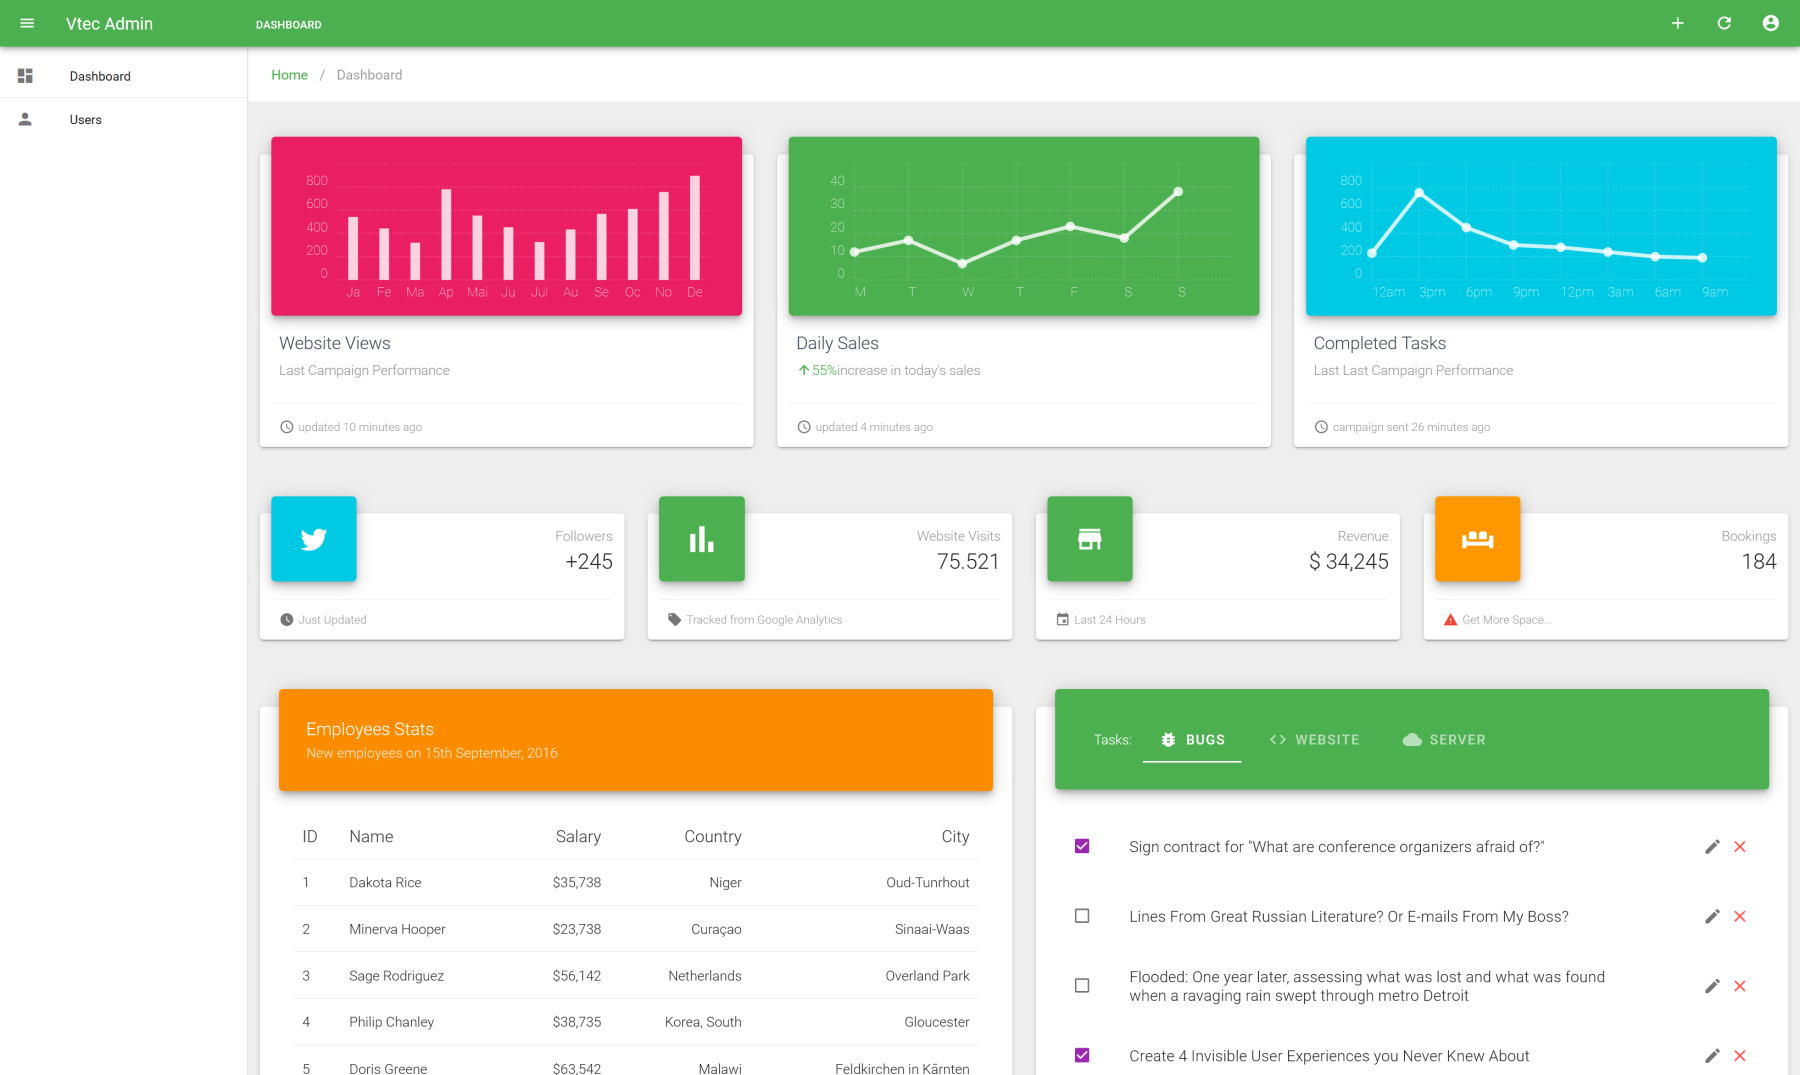 Vtec Admin
DASHBOARD
Dashboard
Users
Home / Dashboard
800
600
400
200
0
Ja Fe Ma Ap Mai Ju Jul Au Se Oc No De
Website Views
Last Campaign Performance
updated 10 minutes ago
40
30
20
10
0
M T W T F S S
Daily Sales
55%increase in today's sales
updated 4 minutes ago
800
600
400
200
0
12am 3pm 6pm 9pm 12pm 3am 6am 9am
Completed Tasks
Last Last Campaign Performance
campaign sent 26 minutes ago
Followers
+245
Just Updated
Website Visits
75.521
Tracked from Google Analytics
Revenue
$ 34,245
Last 24 Hours
Bookings
184
Get More Space...
Employees Stats
New employees on 15th September, 2016
ID Name Salary Country City
1 Dakota Rice $35,738 Niger Oud-Tunrhout
2 Minerva Hooper $23,738 Curaçao Sinaai-Waas
3 Sage Rodriguez $56,142 Netherlands Overland Park
4 Philip Chanley $38,735 Korea, South Gloucester
5 Doris Greene $63,542 Malawi Feldkirchen in Kärnten
Tasks: BUGS WEBSITE SERVER
Sign contract for "What are conference organizers afraid of?"
Lines From Great Russian Literature? Or E-mails From My Boss?
Flooded: One year later, assessing what was lost and what was found
when a ravaging rain swept through metro Detroit
Create 4 Invisible User Experiences you Never Knew About